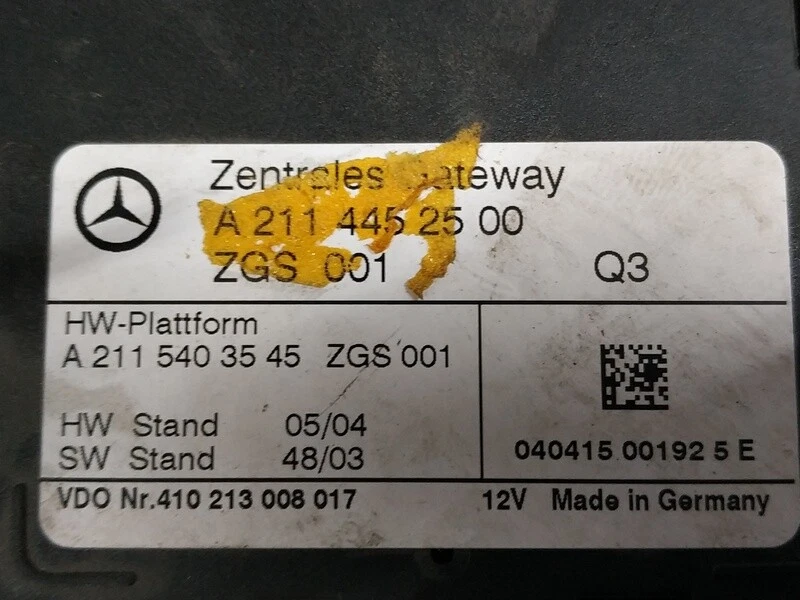 Zentrales Gateway
A 211 445 25 00
ZGS 001 Q3
HW-Plattform
A 211 540 35 45 ZGS 001
HW Stand 05/04
SW Stand 48/03
040415 00192 5 E
VDO Nr.410 213 008 017 12V Made in Germany